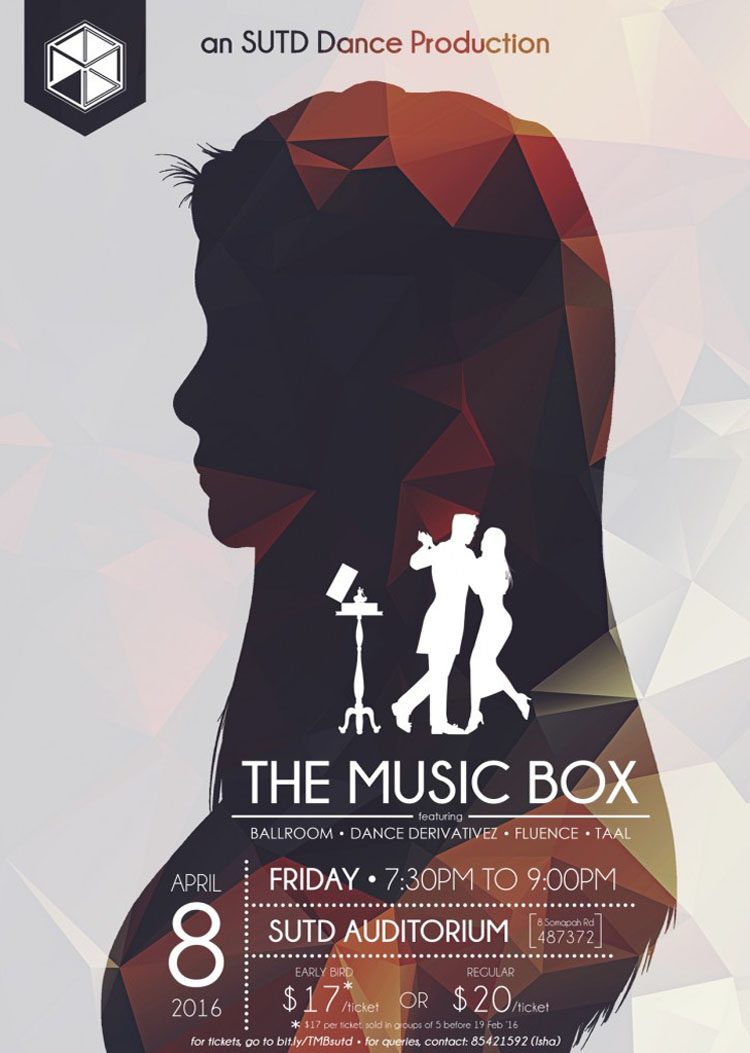 an SUTD Dance Production
THE MUSIC BOX
featuring
BALLROOM • DANCE DERIVATIVEZ • FLUENCE • TAAL
APRIL
8
2016
FRIDAY • 7:30PM TO 9:00PM
SUTD AUDITORIUM
8 Somapah Rd
487372
EARLY BIRD
$17*/ticket
OR
REGULAR
$20/ticket
* $17 per ticket, sold in groups of 5 before 19 Feb '16
for tickets, go to bit.ly/TMBsutd • for queries, contact: 85421592 (Isha)